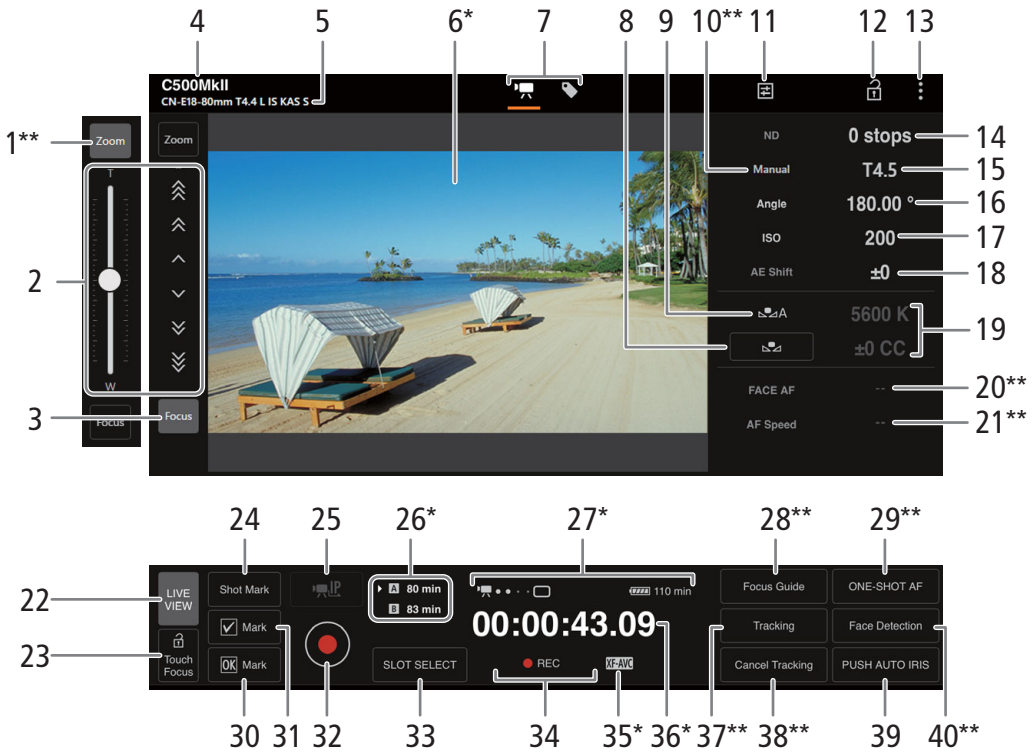 4 5 6* 7 8 9 10** 11 12 13
C500MkII
CN-E18-80mm T4.4 L IS KAS S
1** Zoom Zoom
T
ND 0 stops 14
Manual T4.5 15
Angle 180.00 ° 16
ISO 200 17
AE Shift ±0 18
2
A 5600 K
19
±0 CC
W
FACE AF -- 20**
3 Focus Focus
AF Speed -- 21**
24 25 26* 27* 28** 29**
22 LIVE VIEW Shot Mark IP A 80 min 110 min Focus Guide ONE-SHOT AF
B 83 min
Mark 00:00:43.09 Tracking Face Detection
23 Touch Focus OK Mark SLOT SELECT REC XF-AVC Cancel Tracking PUSH AUTO IRIS
30 31 32 33 34 35* 36* 37** 38** 39 40**